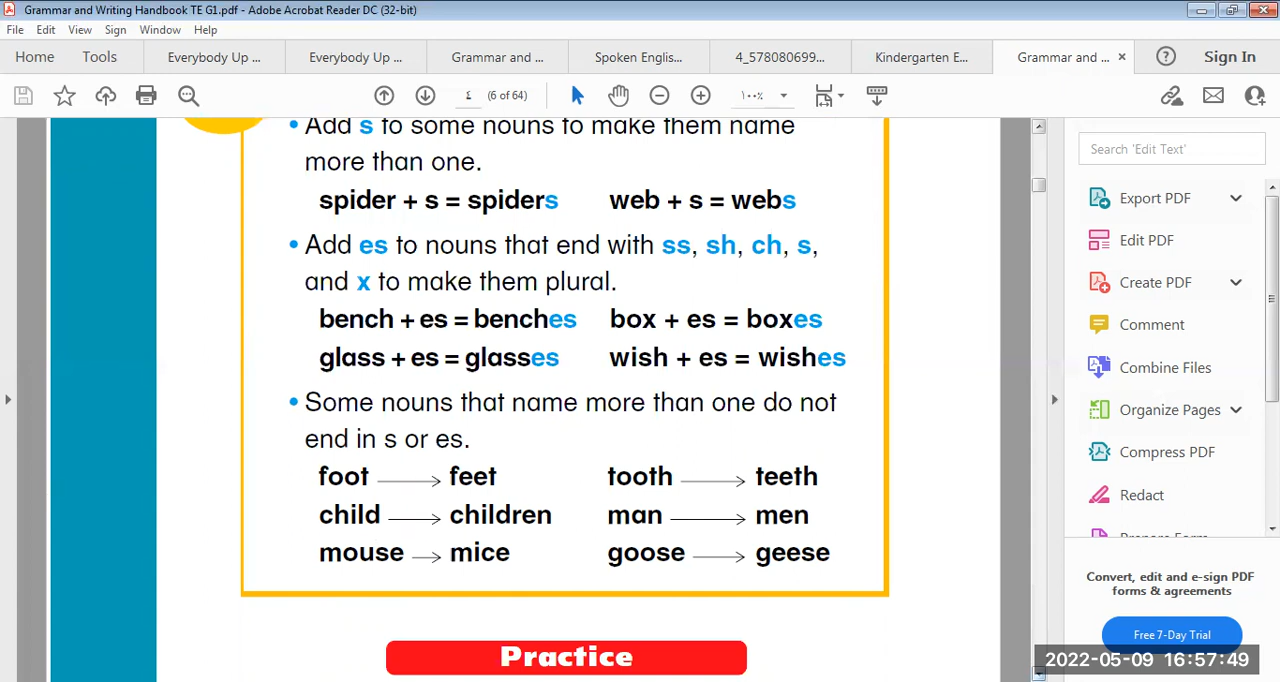 Grammar and Writing Handbook TE G1.pdf - Adobe Acrobat Reader DC (32-bit)
File Edit View Sign Window Help
Home Tools Everybody Up ... Everybody Up ... Grammar and ... Spoken Englis... 4_578080699... Kindergarten E... Grammar and ... × ? Sign In
(6 of 64) ١٠٠٪
• Add s to some nouns to make them name
more than one.
spider + s = spiders web + s = webs
• Add es to nouns that end with ss, sh, ch, s,
and x to make them plural.
bench + es = benches box + es = boxes
glass + es = glasses wish + es = wishes
• Some nouns that name more than one do not
end in s or es.
foot → feet tooth → teeth
child → children man → men
mouse → mice goose → geese
Practice
Search 'Edit Text'
Export PDF
Edit PDF
Create PDF
Comment
Combine Files
Organize Pages
Compress PDF
Redact
Convert, edit and e-sign PDF
forms & agreements
Free 7-Day Trial
2022-05-09 16:57:49